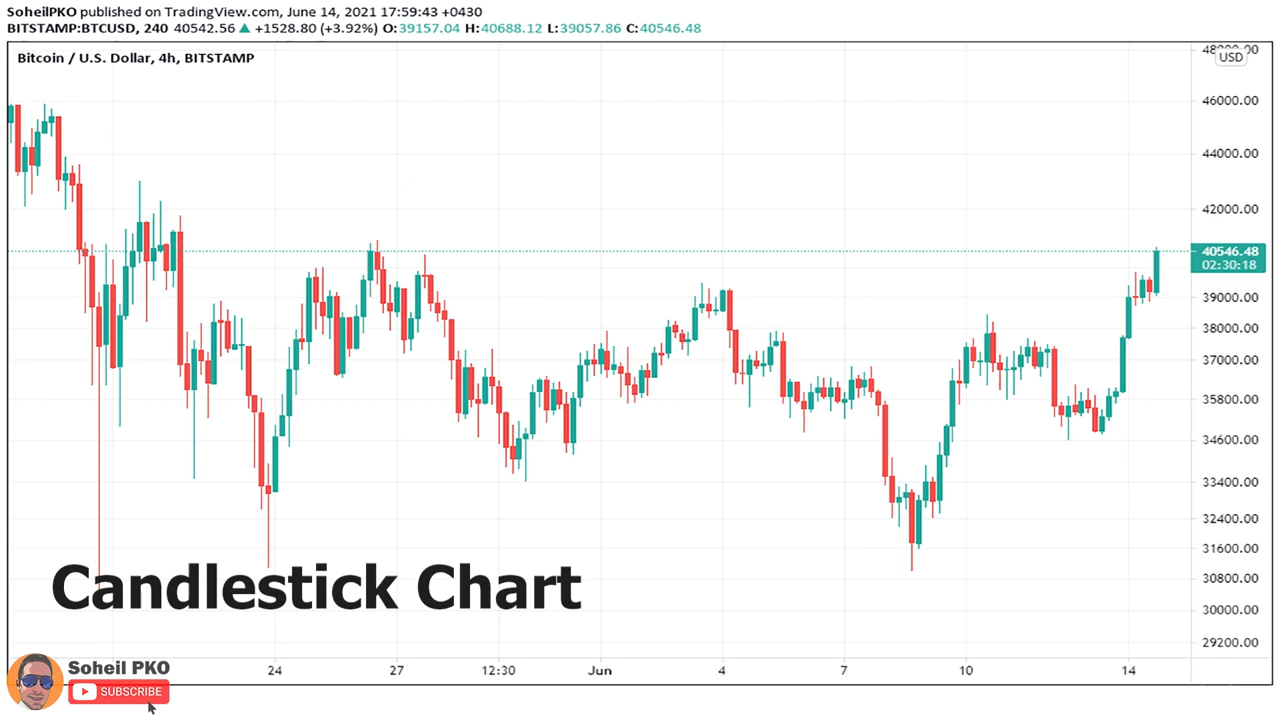 SoheilPKO published on TradingView.com, June 14, 2021 17:59:43 +0430
BITSTAMP:BTCUSD, 240 40542.56 ▲ +1528.80 (+3.92%) O:39157.04 H:40688.12 L:39057.86 C:40546.48
Bitcoin / U.S. Dollar, 4h, BITSTAMP
48000.00
USD
46000.00
44000.00
42000.00
40546.48
02:30:18
39000.00
38000.00
37000.00
35800.00
34600.00
33400.00
32400.00
31600.00
30800.00
30000.00
29200.00
Candlestick Chart
24 27 12:30 Jun 4 7 10 14
Soheil PKO
SUBSCRIBE